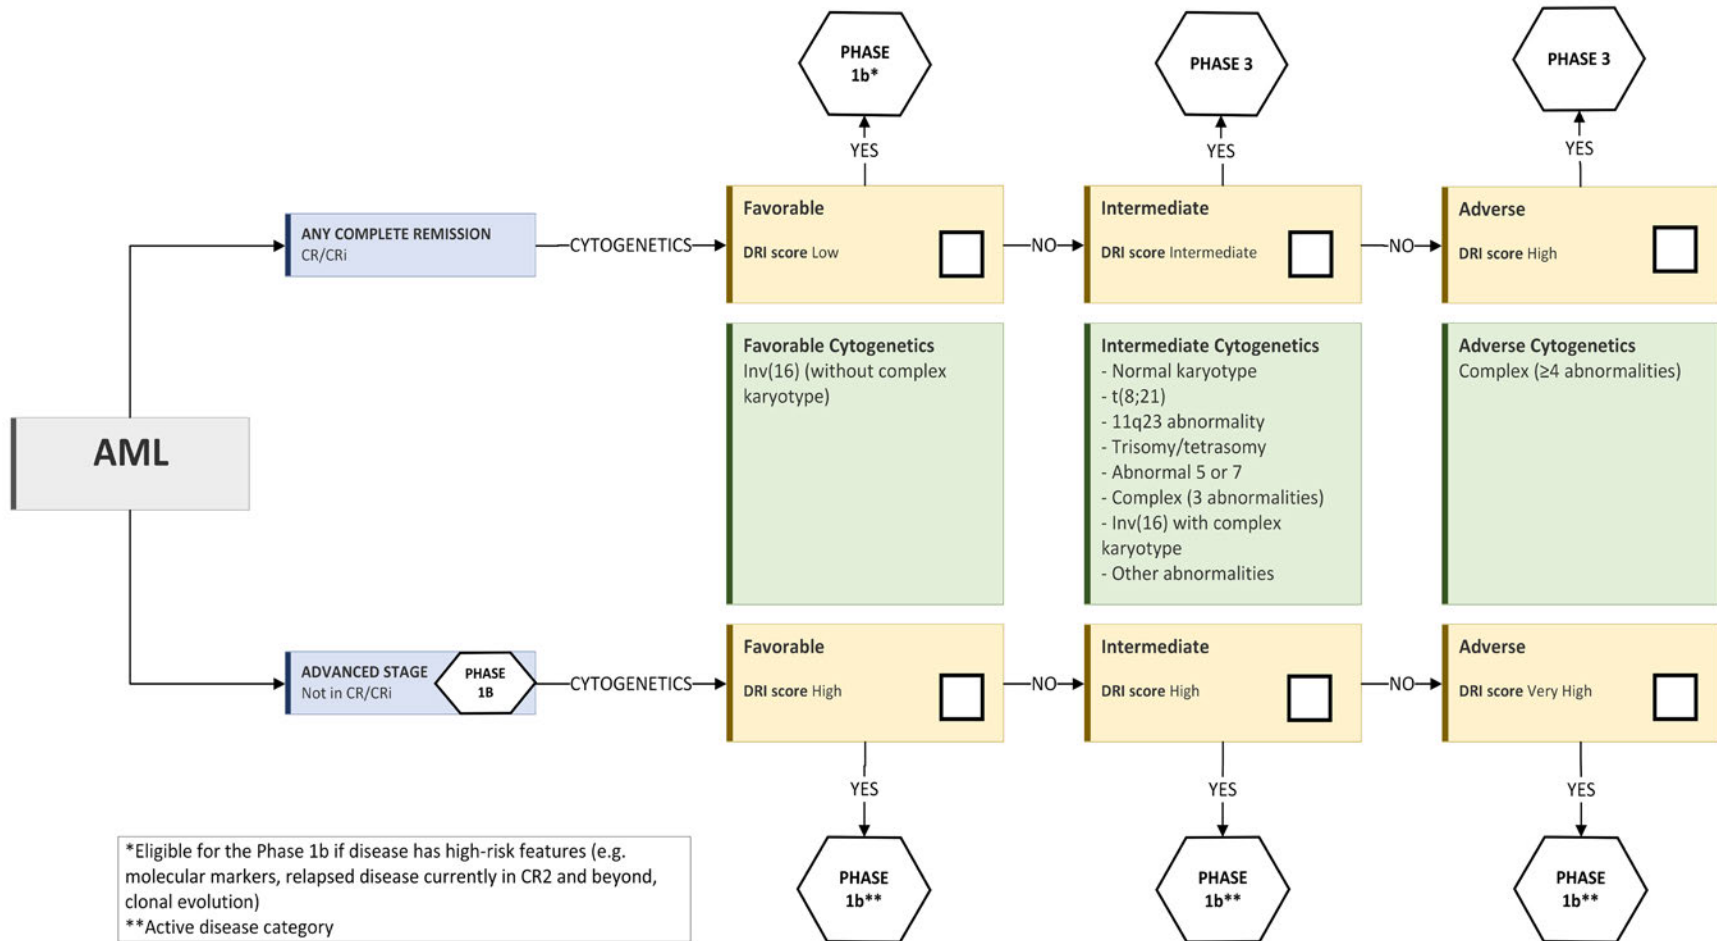 PHASE
1b*
PHASE 3
PHASE 3
YES
YES
YES
ANY COMPLETE REMISSION
CR/CRi
CYTOGENETICS
Favorable
DRI score Low
NO
Intermediate
DRI score Intermediate
NO
Adverse
DRI score High
Favorable Cytogenetics
Inv(16) (without complex
karyotype)
Intermediate Cytogenetics
- Normal karyotype
- t(8;21)
- 11q23 abnormality
- Trisomy/tetrasomy
- Abnormal 5 or 7
- Complex (3 abnormalities)
- Inv(16) with complex
karyotype
- Other abnormalities
Adverse Cytogenetics
Complex (≥4 abnormalities)
AML
ADVANCED STAGE
Not in CR/CRi
PHASE
1B
CYTOGENETICS
Favorable
DRI score High
NO
Intermediate
DRI score High
NO
Adverse
DRI score Very High
YES
YES
YES
PHASE
1b**
PHASE
1b**
PHASE
1b**
*Eligible for the Phase 1b if disease has high-risk features (e.g.
molecular markers, relapsed disease currently in CR2 and beyond,
clonal evolution)
**Active disease category